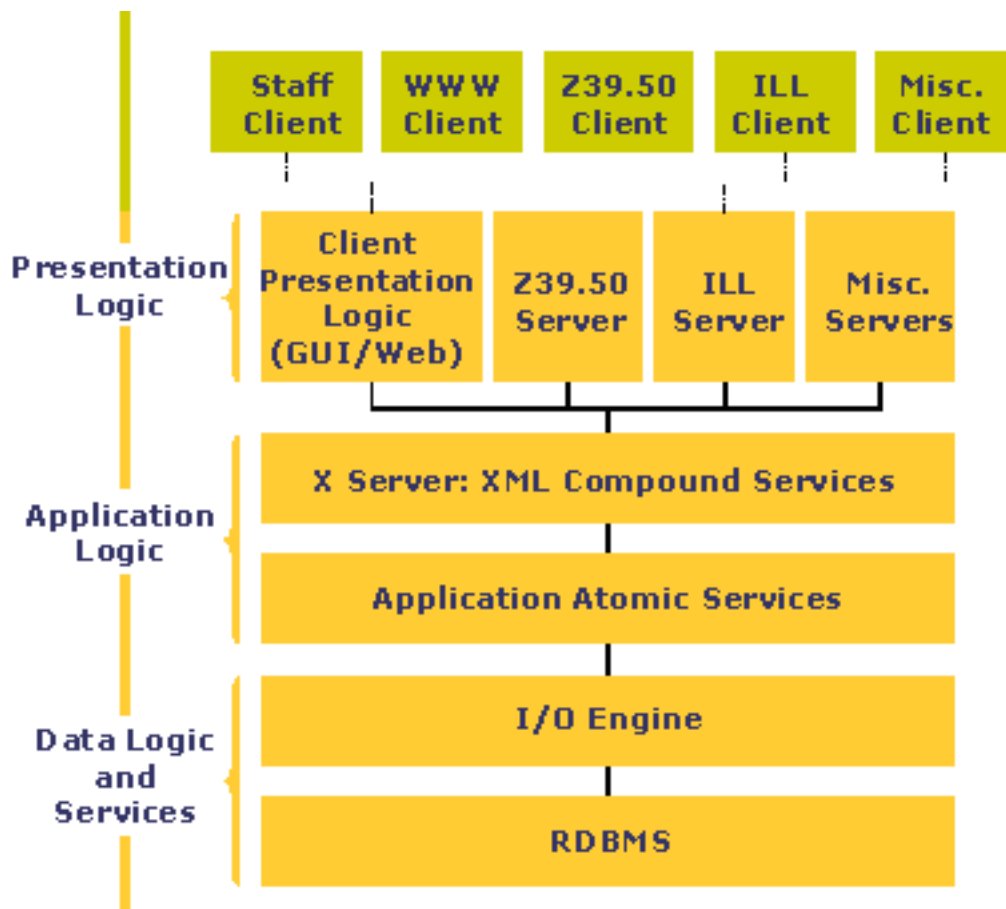 Staff
Client
WWW
Client
Z39.50
Client
ILL
Client
Misc.
Client
Presentation
Logic
Client
Presentation
Logic
(GUI/Web)
Z39.50
Server
ILL
Server
Misc.
Servers
Application
Logic
X Server: XML Compound Services
Application Atomic Services
Data Logic
and
Services
I/O Engine
RDBMS